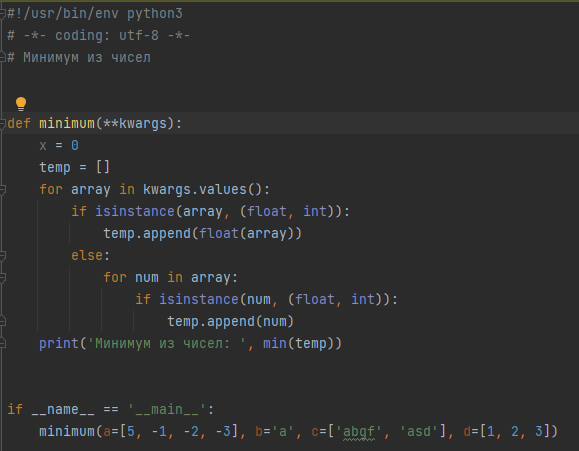 #!/usr/bin/env python3
# -*- coding: utf-8 -*-
# Минимум из чисел
def minimum(**kwargs):
    x = 0
    temp = []
    for array in kwargs.values():
        if isinstance(array, (float, int)):
            temp.append(float(array))
        else:
            for num in array:
                if isinstance(num, (float, int)):
                    temp.append(num)
    print('Минимум из чисел: ', min(temp))
if __name__ == '__main__':
    minimum(a=[5, -1, -2, -3], b='a', c=['abqf', 'asd'], d=[1, 2, 3])